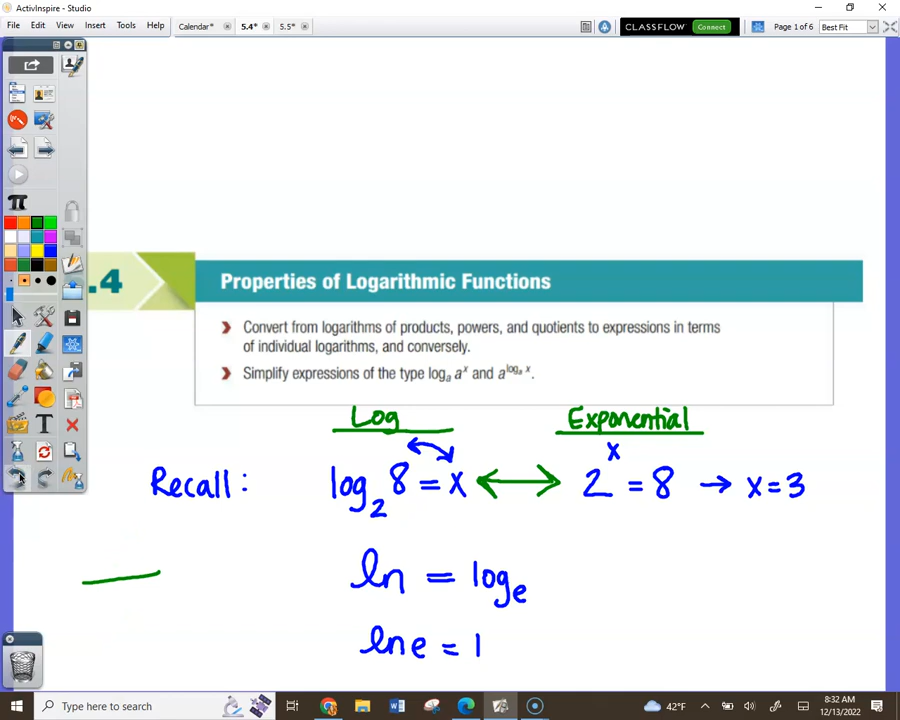 ActivInspire - Studio
File Edit View Insert Tools Help Calendar* 5.4* 5.5* CLASSFLOW Connect Page 1 of 6 Best Fit
.4 Properties of Logarithmic Functions
Convert from logarithms of products, powers, and quotients to expressions in terms
of individual logarithms, and conversely.
Simplify expressions of the type logₐ aˣ and a^(logₐ x).
Log Exponential
Recall: log₂ 8 = x ⟷ 2ˣ = 8 → x = 3
ln = logₑ
ln e = 1
Type here to search 42°F 8:32 AM
12/13/2022